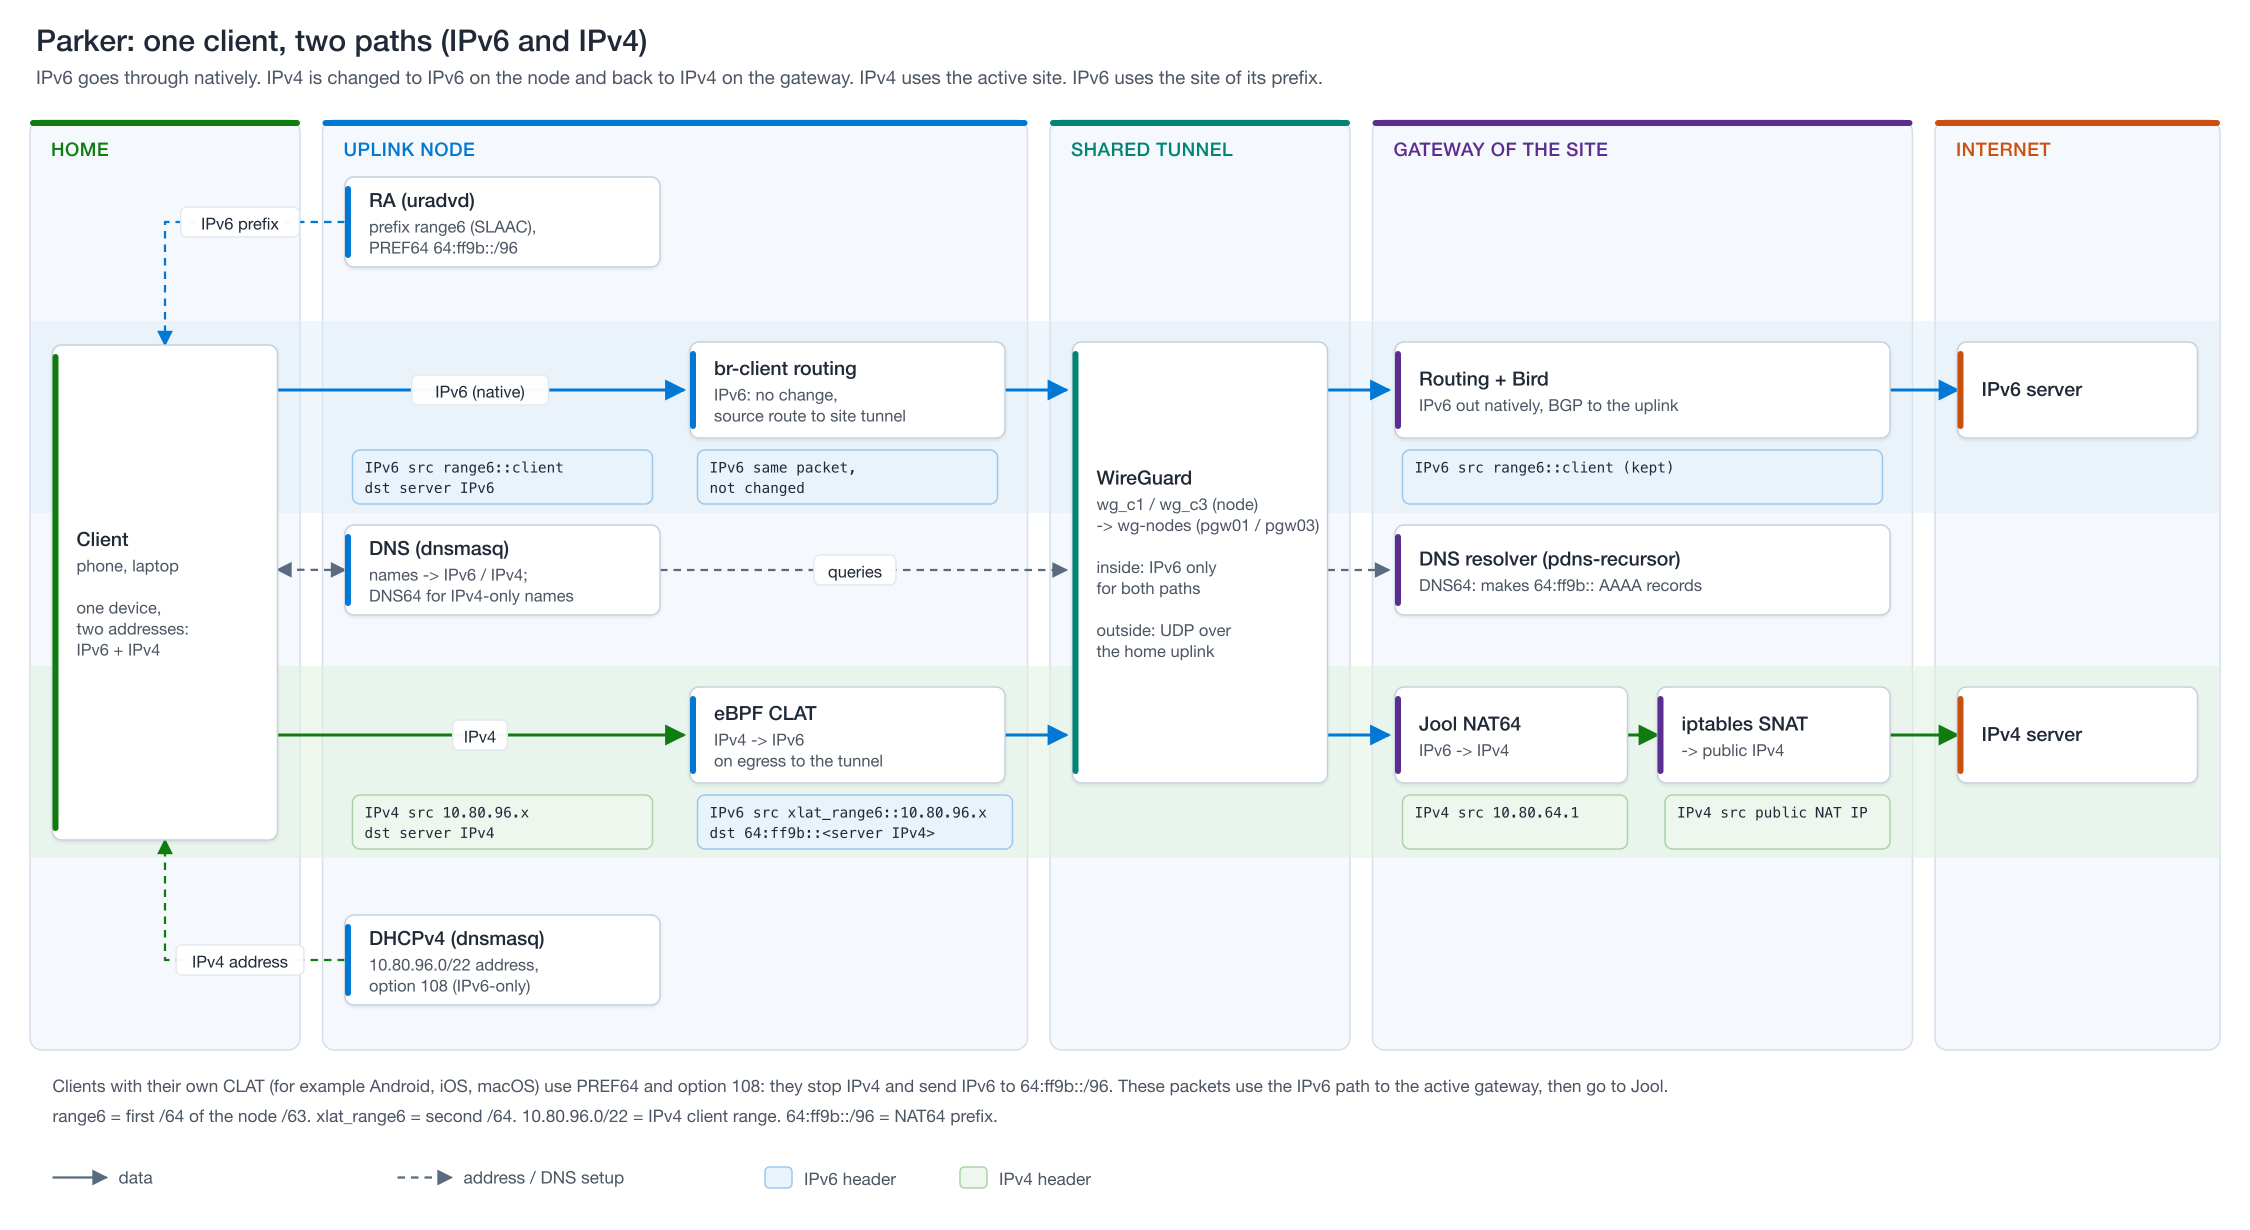 Parker: one client, two paths (IPv6 and IPv4)
IPv6 goes through natively. IPv4 is changed to IPv6 on the node and back to IPv4 on the gateway. IPv4 uses the active site. IPv6 uses the site of its prefix.
HOME
UPLINK NODE
SHARED TUNNEL
GATEWAY OF THE SITE
INTERNET
RA (uradvd)
prefix range6 (SLAAC),
PREF64 64:ff9b::/96
IPv6 prefix
Client
phone, laptop
one device,
two addresses:
IPv6 + IPv4
IPv6 (native)
br-client routing
IPv6: no change,
source route to site tunnel
IPv6 src range6::client
dst server IPv6
IPv6 same packet,
not changed
WireGuard
wg_c1 / wg_c3 (node)
-> wg-nodes (pgw01 / pgw03)
inside: IPv6 only
for both paths
outside: UDP over
the home uplink
Routing + Bird
IPv6 out natively, BGP to the uplink
IPv6 src range6::client (kept)
IPv6 server
DNS (dnsmasq)
names -> IPv6 / IPv4;
DNS64 for IPv4-only names
queries
DNS resolver (pdns-recursor)
DNS64: makes 64:ff9b:: AAAA records
IPv4
eBPF CLAT
IPv4 -> IPv6
on egress to the tunnel
IPv4 src 10.80.96.x
dst server IPv4
IPv6 src xlat_range6::10.80.96.x
dst 64:ff9b::<server IPv4>
Jool NAT64
IPv6 -> IPv4
iptables SNAT
-> public IPv4
IPv4 src 10.80.64.1
IPv4 src public NAT IP
IPv4 server
DHCPv4 (dnsmasq)
10.80.96.0/22 address,
option 108 (IPv6-only)
IPv4 address
Clients with their own CLAT (for example Android, iOS, macOS) use PREF64 and option 108: they stop IPv4 and send IPv6 to 64:ff9b::/96. These packets use the IPv6 path to the active gateway, then go to Jool.
range6 = first /64 of the node /63. xlat_range6 = second /64. 10.80.96.0/22 = IPv4 client range. 64:ff9b::/96 = NAT64 prefix.
data
address / DNS setup
IPv6 header
IPv4 header